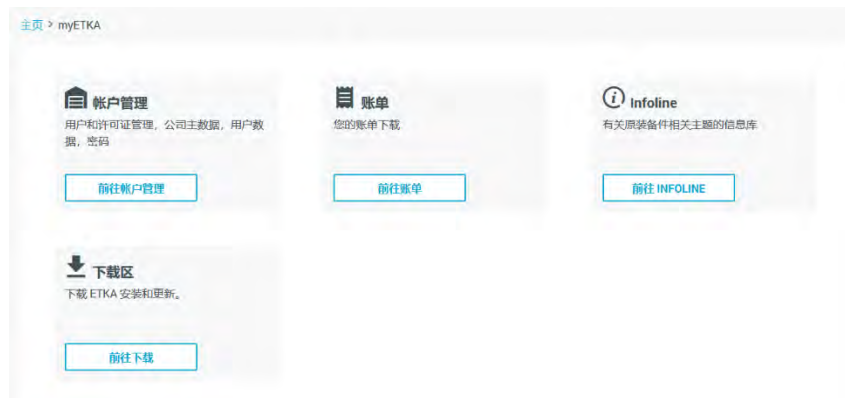 主页 > myETKA
帐户管理
用户和许可证管理，公司主数据，用户数
据，密码
前往帐户管理
账单
您的账单下载
前往账单
Infoline
有关原装备件相关主题的信息库
前往 INFOLINE
下载区
下载 ETKA 安装和更新。
前往下载